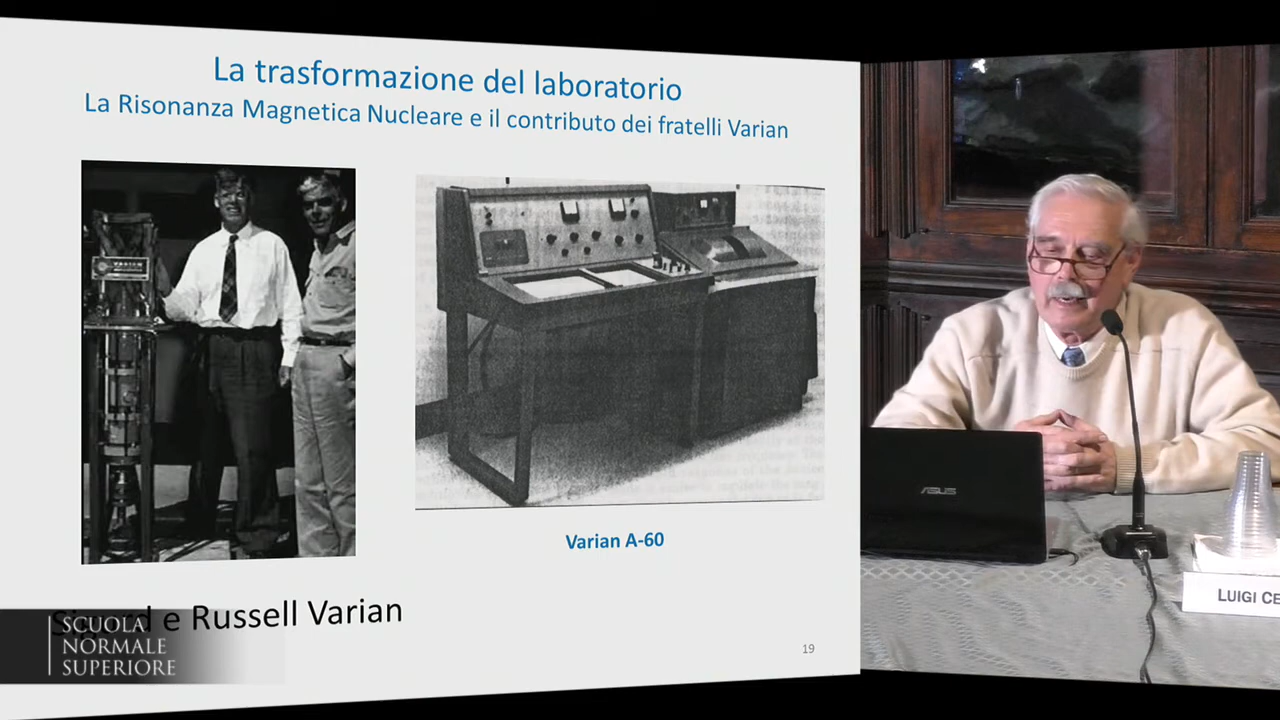 La trasformazione del laboratorio
La Risonanza Magnetica Nucleare e il contributo dei fratelli Varian
VARIAN
Varian A-60
e Russell Varian
19
SCUOLA
NORMALE
SUPERIORE
ASUS
LUIGI CE